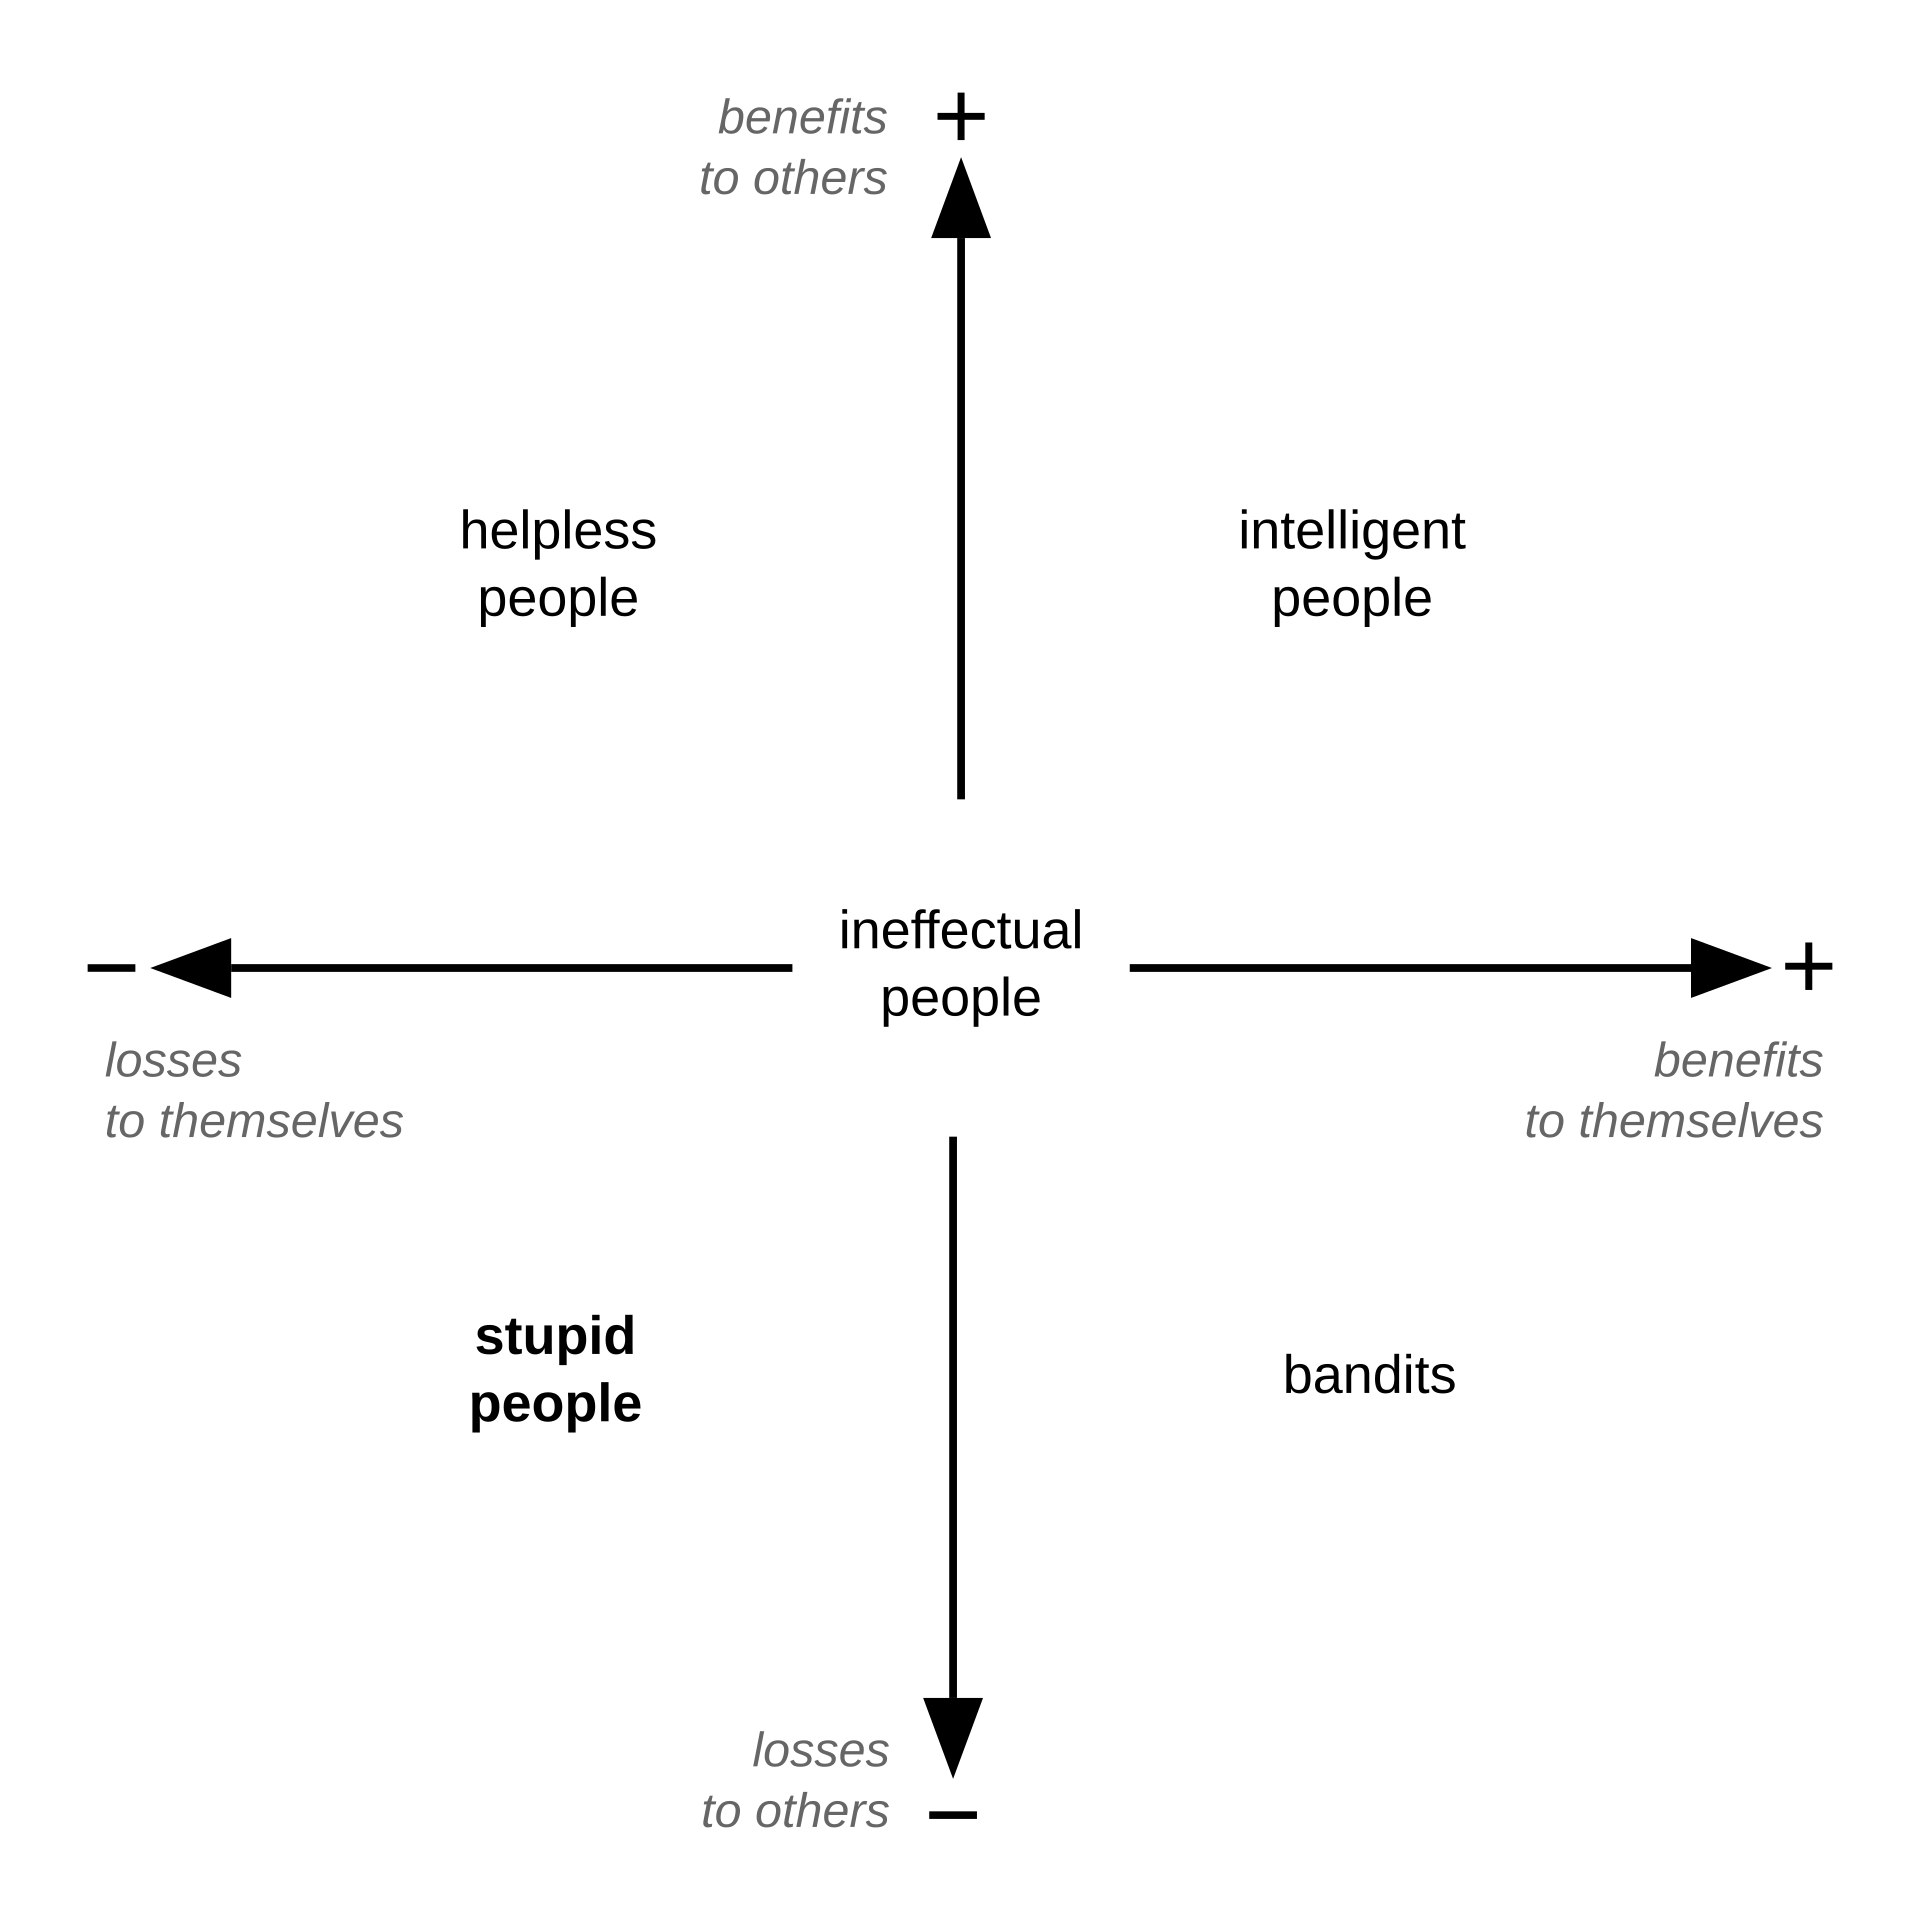 benefits
to others
+
helpless
people
intelligent
people
ineffectual
people
–
+
losses
to themselves
benefits
to themselves
stupid
people
bandits
losses
to others
–